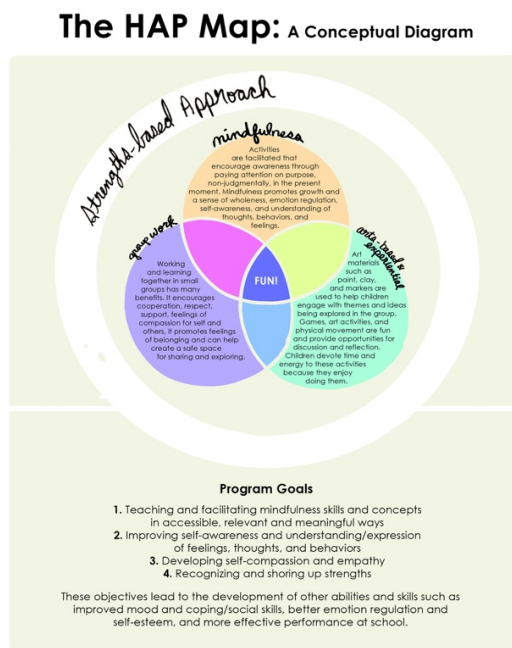 The HAP Map: A Conceptual Diagram
Strengths-based Approach
mindfulness
Activities
are facilitated that
encourage awareness through
paying attention on purpose,
non-judgmentally, in the present
moment. Mindfulness promotes growth and
a sense of wholeness, emotion regulation,
self-awareness, and understanding of
thoughts, behaviors, and
feelings.
group work
Working
and learning
together in small
groups has many
benefits. It encourages
cooperation, respect,
support, feelings of
compassion for self and
others. It promotes feelings
of belonging and can help
create a safe space
for sharing and exploring.
FUN!
arts-based &
experiential
Art
materials
such as
paint, clay,
and markers are
used to help children
engage with themes and ideas
being explored in the group.
Games, art activities, and
physical movement are fun
and provide opportunities for
discussion and reflection.
Children devote time and
energy to these activities
because they enjoy
doing them.
Program Goals
1. Teaching and facilitating mindfulness skills and concepts
in accessible, relevant and meaningful ways
2. Improving self-awareness and understanding/expression
of feelings, thoughts, and behaviors
3. Developing self-compassion and empathy
4. Recognizing and shoring up strengths
These objectives lead to the development of other abilities and skills such as
improved mood and coping/social skills, better emotion regulation and
self-esteem, and more effective performance at school.